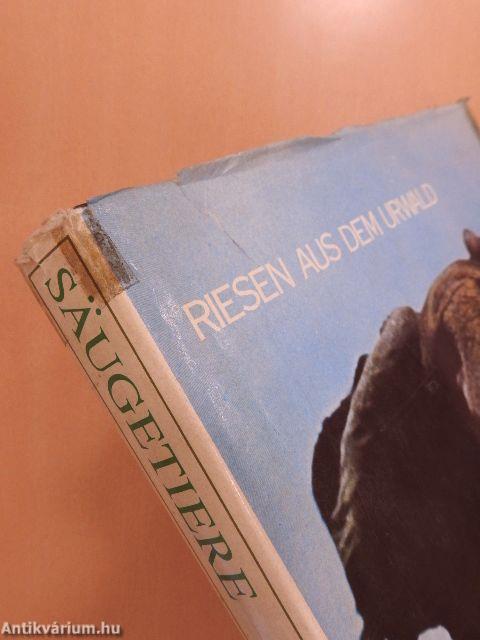 RIESEN AUS DEM URWALD
SÄUGETIERE
Antikvárium.hu